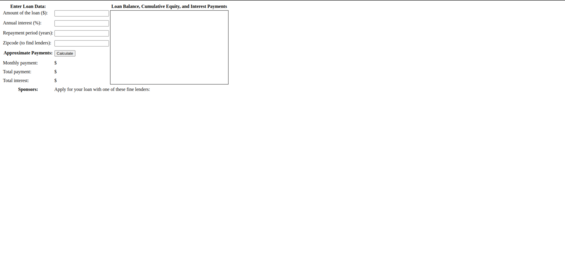 Enter Loan Data:
Loan Balance, Cumulative Equity, and Interest Payments
Amount of the loan ($):
Annual interest (%):
Repayment period (years):
Zipcode (to find lenders):
Approximate Payments:
Calculate
Monthly payment:
$
Total payment:
$
Total interest:
$
Sponsors:
Apply for your loan with one of these fine lenders: